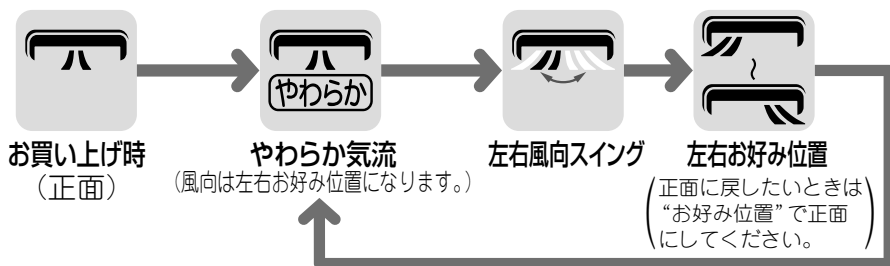 やわらか
お買い上げ時
（正面）
やわらか気流
（風向は左右お好み位置になります。）
左右風向スイング
左右お好み位置
（正面に戻したいときは
“お好み位置”で正面
にしてください。）